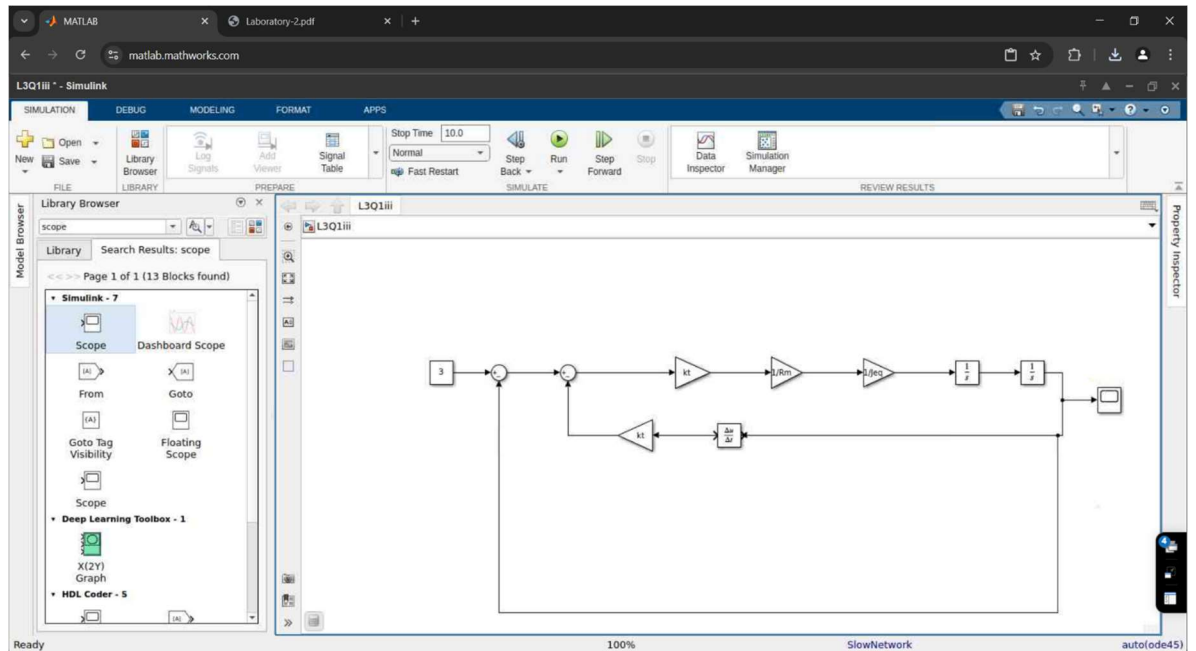 MATLAB
Laboratory-2.pdf
matlab.mathworks.com
L3Q1iii * - Simulink
SIMULATION DEBUG MODELING FORMAT APPS
New
Open
Save
Library Browser
Log Signals
Add Viewer
Signal Table
Stop Time 10.0
Normal
Fast Restart
Step Back
Run
Step Forward
Stop
Data Inspector
Simulation Manager
FILE LIBRARY PREPARE SIMULATE REVIEW RESULTS
Model Browser
Library Browser
scope
Library Search Results: scope
<< >> Page 1 of 1 (13 Blocks found)
Simulink - 7
Scope Dashboard Scope
{A} {A}
From Goto
{A}
Goto Tag Visibility
Floating Scope
Scope
Deep Learning Toolbox - 1
X(2Y) Graph
HDL Coder - 5
{A}
L3Q1iii
L3Q1iii
Property Inspector
3
kt
1/Rm
1/Jeq
1/s
1/s
kt
Δu/Δt
4
Ready 100% SlowNetwork auto(ode45)